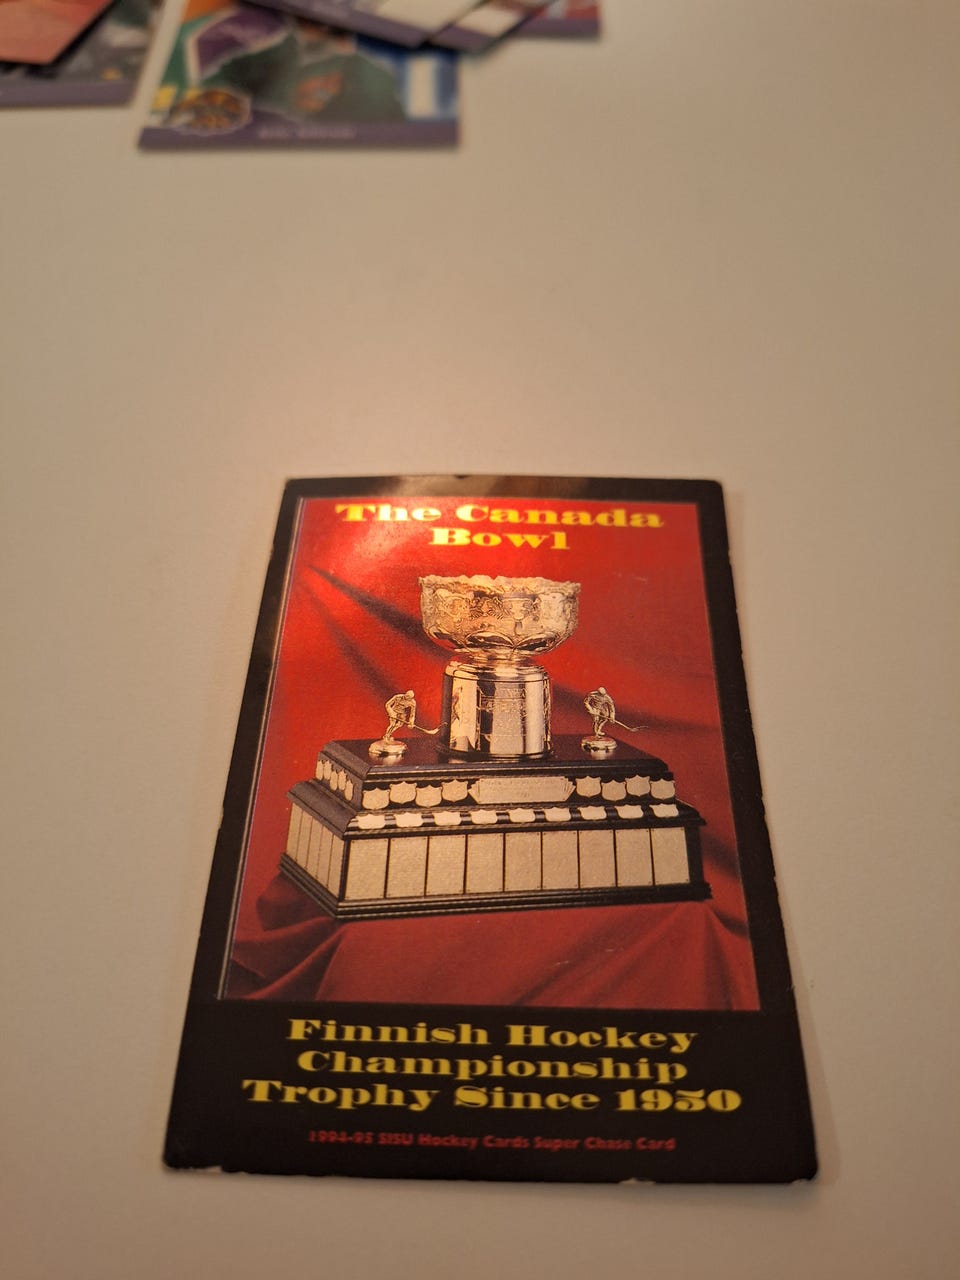 The Canada
Bowl
Finnish Hockey
Championship
Trophy Since 1950
1994-95 SISU Hockey Cards Super Chase Card